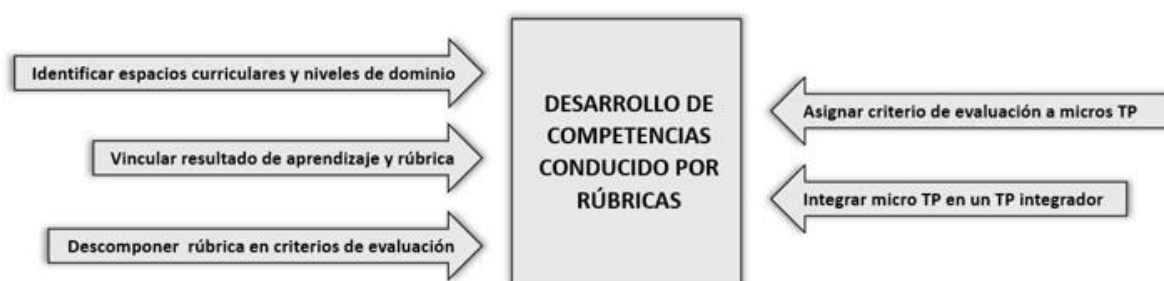 Identificar espacios curriculares y niveles de dominio
Vincular resultado de aprendizaje y rúbrica
Descomponer rúbrica en criterios de evaluación
DESARROLLO DE
COMPETENCIAS
CONDUCIDO POR
RÚBRICAS
Asignar criterio de evaluación a micros TP
Integrar micro TP en un TP integrador